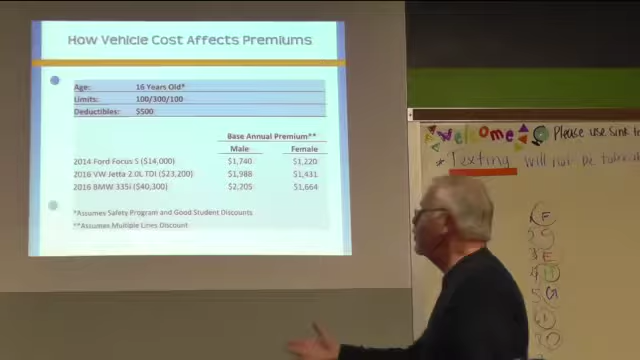 How Vehicle Cost Affects Premiums
Age: 16 Years Old*
Limits: 100/300/100
Deductibles: $500
Base Annual Premium**
Male Female
2014 Ford Focus S ($14,000) $1,740 $1,220
2016 VW Jetta 2.0L TDI ($23,200) $1,988 $1,431
2016 BMW 335i ($40,300) $2,205 $1,664
*Assumes Safety Program and Good Student Discounts
**Assumes Multiple Lines Discount
Welcome Please use Sink
* Texting will not be
F
3 E
5 G